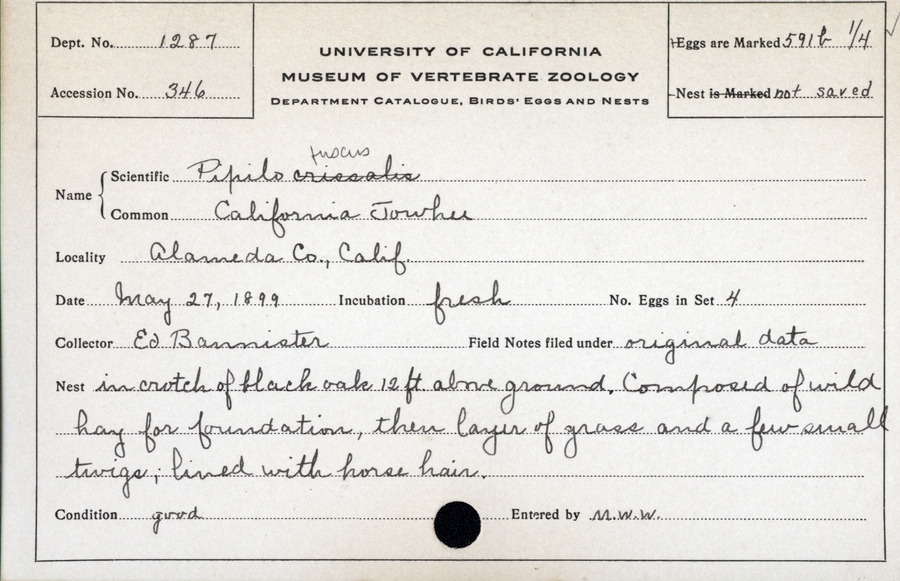 Dept. No. 1287
Accession No. 346
UNIVERSITY OF CALIFORNIA
MUSEUM OF VERTEBRATE ZOOLOGY
DEPARTMENT CATALOGUE, BIRDS' EGGS AND NESTS
Eggs are Marked 591b 1/4
Nest is Marked not saved
fuscus
Name Scientific Pipilo crissalis
Common California Towhee
Locality Alameda Co., Calif.
Date May 27, 1899 Incubation fresh No. Eggs in Set 4
Collector Ed Bannister Field Notes filed under original data
Nest in crotch of black oak 12 ft. above ground. Composed of wild
hay for foundation, then layer of grass and a few small
twigs; lined with horse hair.
Condition good Entered by M.W.W.